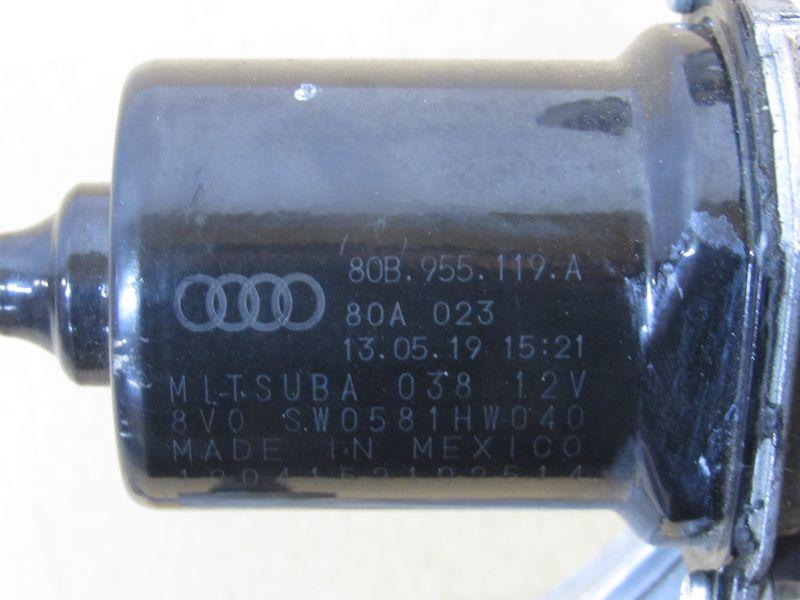 80B.955.119.A
80A 023
13.05.19 15:21
MITSUBA 038 12V
8V0 SW0581HW040
MADE IN MEXICO